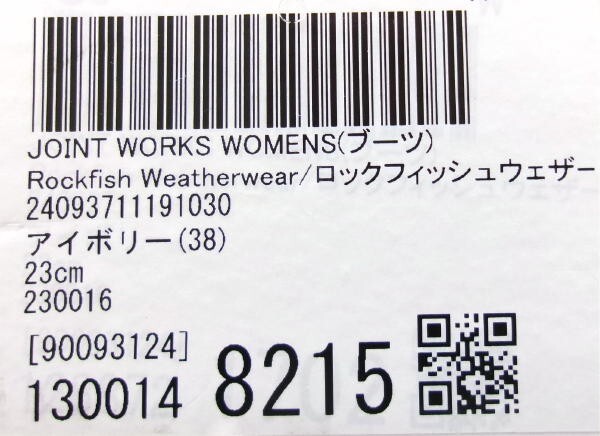 JOINT WORKS WOMENS(ブーツ)
Rockfish Weatherwear/ロックフィッシュウェザー
24093711191030
アイボリー(38)
23cm
230016
[90093124]
130014 8215